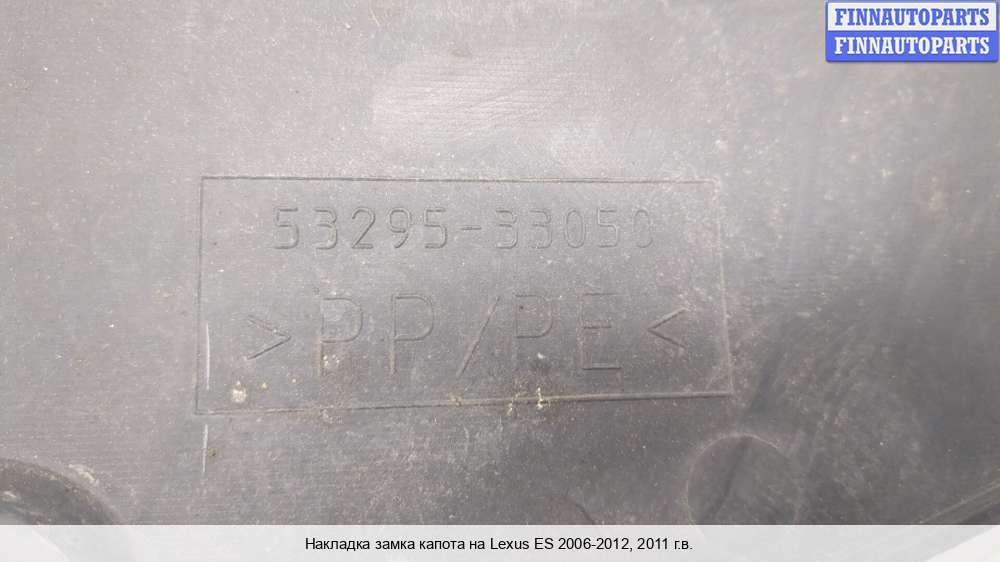 FINNAUTOPARTS
FINNAUTOPARTS
53295-33050
>PP/PE<
Накладка замка капота на Lexus ES 2006-2012, 2011 г.в.